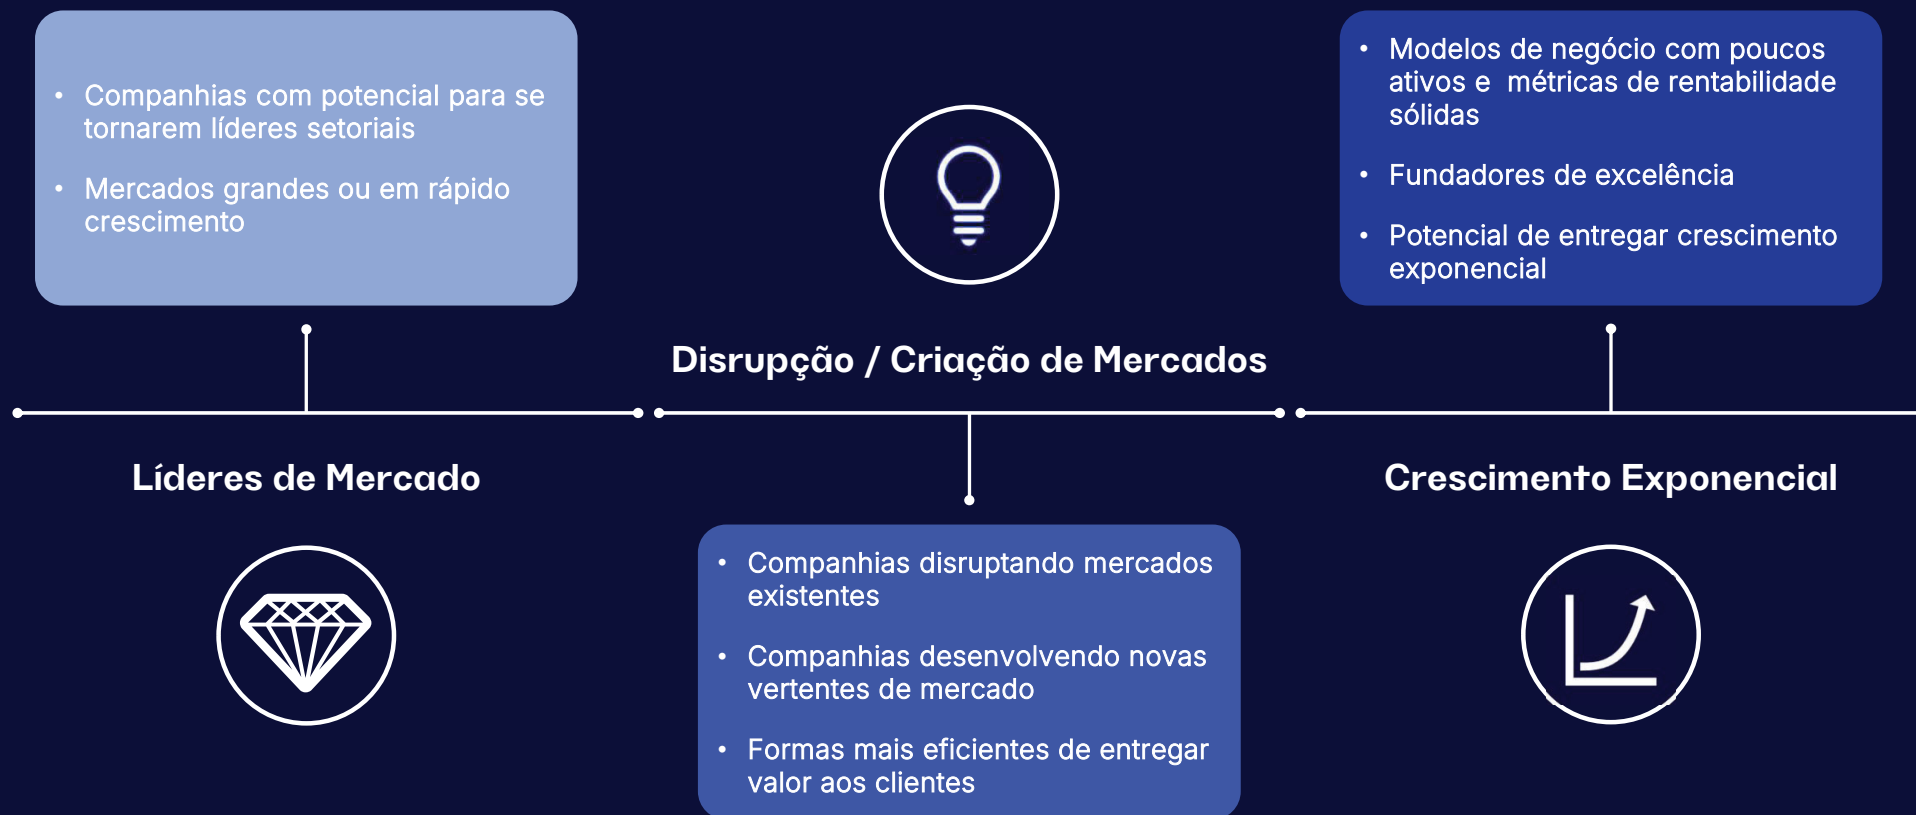 • Companhias com potencial para se
tornarem líderes setoriais
• Mercados grandes ou em rápido
crescimento
Líderes de Mercado
Disrupção / Criação de Mercados
• Companhias disruptando mercados
existentes
• Companhias desenvolvendo novas
vertentes de mercado
• Formas mais eficientes de entregar
valor aos clientes
• Modelos de negócio com poucos
ativos e  métricas de rentabilidade
sólidas
• Fundadores de excelência
• Potencial de entregar crescimento
exponencial
Crescimento Exponencial